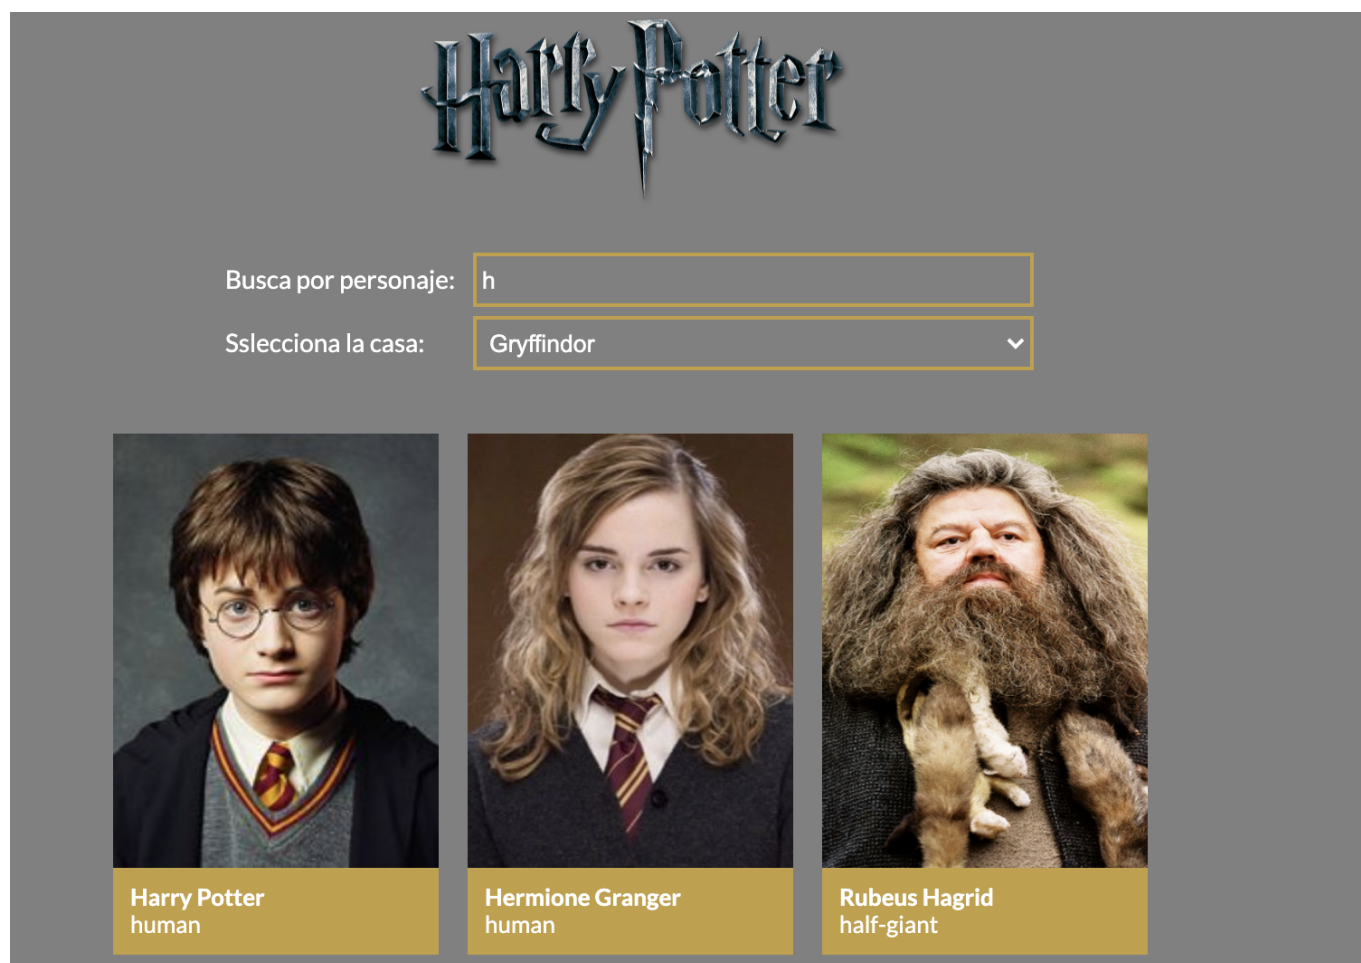 Harry Potter
Busca por personaje: h
Sslecciona la casa: Gryffindor
Harry Potter
human
Hermione Granger
human
Rubeus Hagrid
half-giant